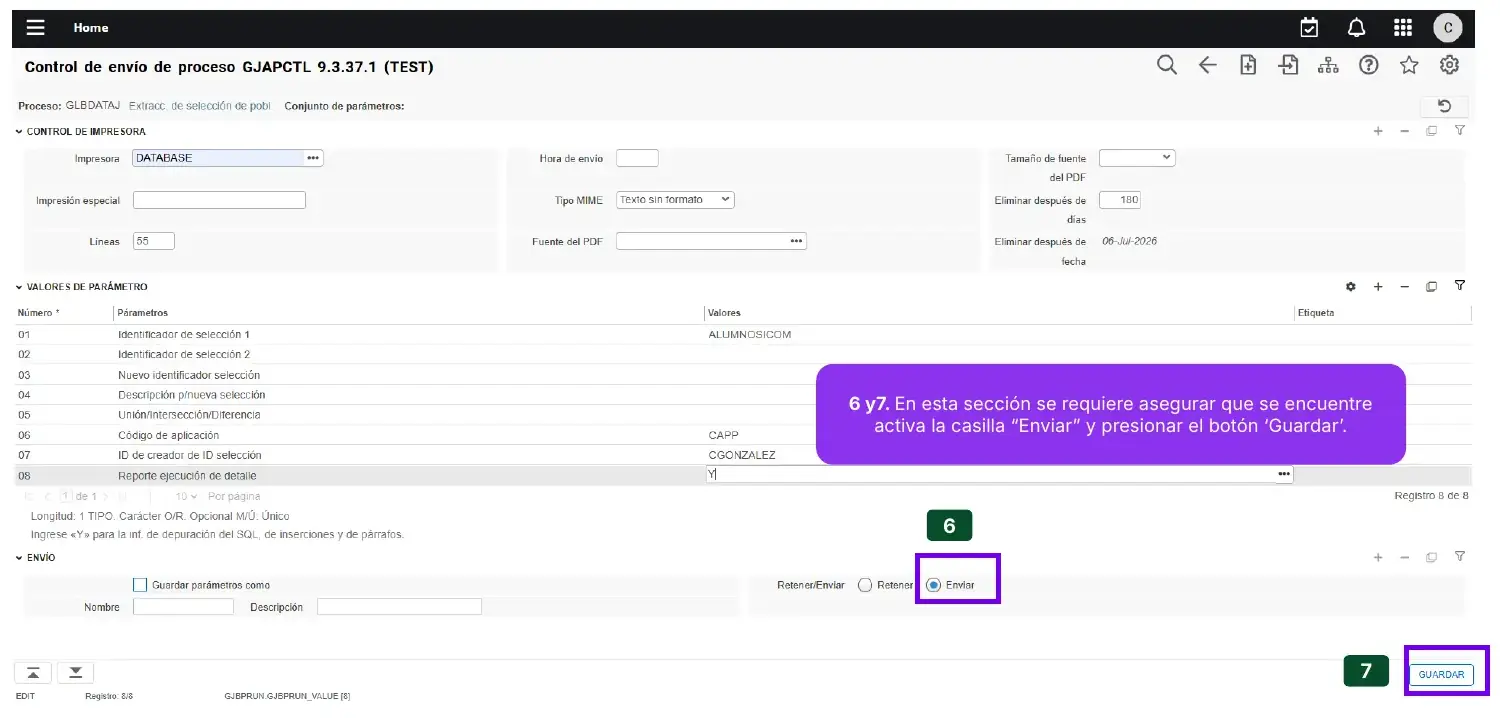 Home
C
Control de envío de proceso GJAPCTL 9.3.37.1 (TEST)
Proceso: GLBDATAJ Extracc. de selección de pobl Conjunto de parámetros:
CONTROL DE IMPRESORA
Impresora DATABASE Hora de envío Tamaño de fuente del PDF
Impresión especial Tipo MIME Texto sin formato Eliminar después de días 180
Líneas 55 Fuente del PDF Eliminar después de fecha 06-Jul-2026
VALORES DE PARÁMETRO
Número * Párametros Valores Etiqueta
01 Identificador de selección 1 ALUMNOSICOM
02 Identificador de selección 2
03 Nuevo identificador selección
04 Descripción p/nueva selección
05 Unión/Intersección/Diferencia
06 Código de aplicación CAPP
07 ID de creador de ID selección CGONZALEZ
08 Reporte ejecución de detalle Y
6 y7. En esta sección se requiere asegurar que se encuentre
activa la casilla “Enviar” y presionar el botón ‘Guardar’.
1 de 1 10 Por página Registro 8 de 8
Longitud: 1 TIPO. Carácter O/R. Opcional M/Ú: Único
Ingrese «Y» para la inf. de depuración del SQL, de inserciones y de párrafos.
6
ENVÍO
Guardar parámetros como Retener/Enviar Retener Enviar
Nombre Descripción
7
GUARDAR
EDIT Registro: 8/8 GJBPRUN.GJBPRUN_VALUE [8]